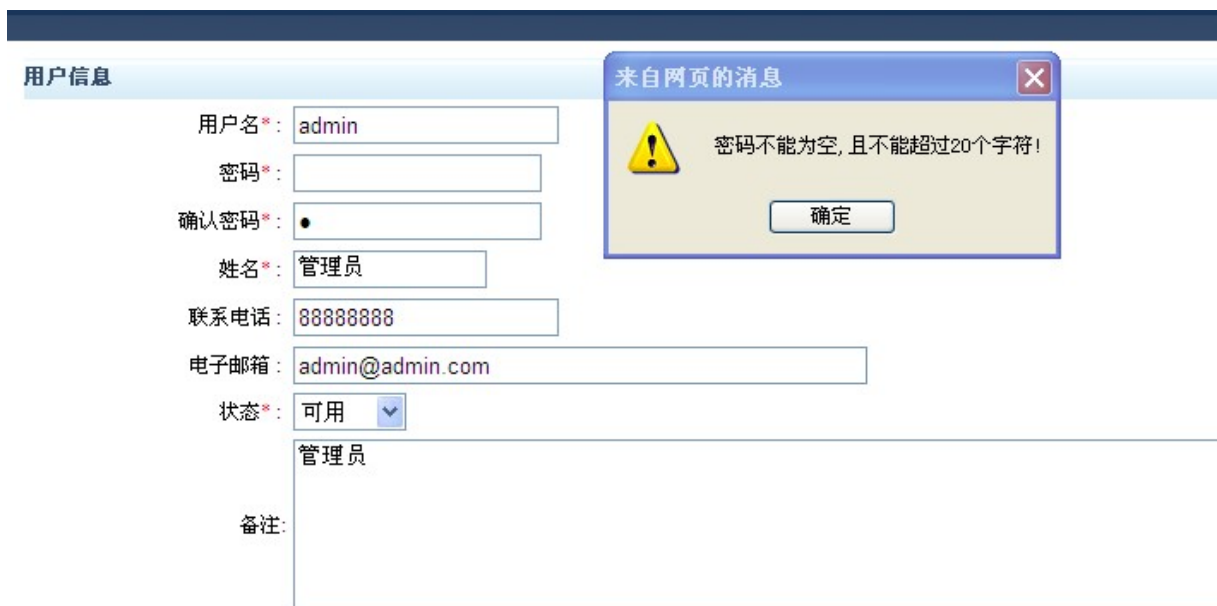 用户信息
来自网页的消息
密码不能为空,且不能超过20个字符!
确定
用户名*: admin
密码*:
确认密码*: ●
姓名*: 管理员
联系电话: 88888888
电子邮箱: admin@admin.com
状态*: 可用
备注: 管理员